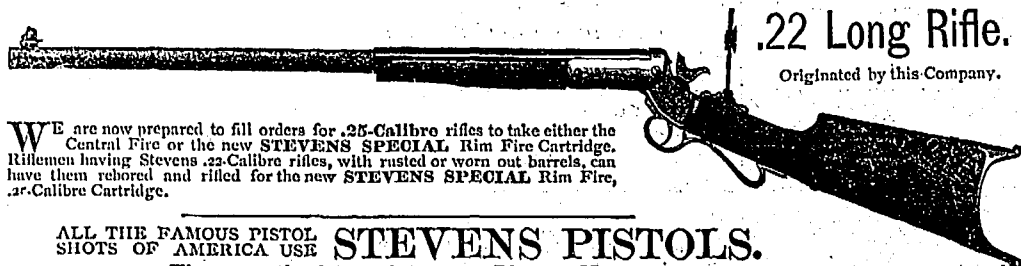 .22 Long Rifle.
Originated by this Company.
WE are now prepared to fill orders for .25-Calibre rifles to take either the
Central Fire or the new STEVENS SPECIAL Rim Fire Cartridge.
Riflemen having Stevens .22-Calibre rifles, with rusted or worn out barrels, can
have them rebored and rifled for the new STEVENS SPECIAL Rim Fire,
.25-Calibre Cartridge.
ALL THE FAMOUS PISTOL
SHOTS OF AMERICA USE
STEVENS PISTOLS.